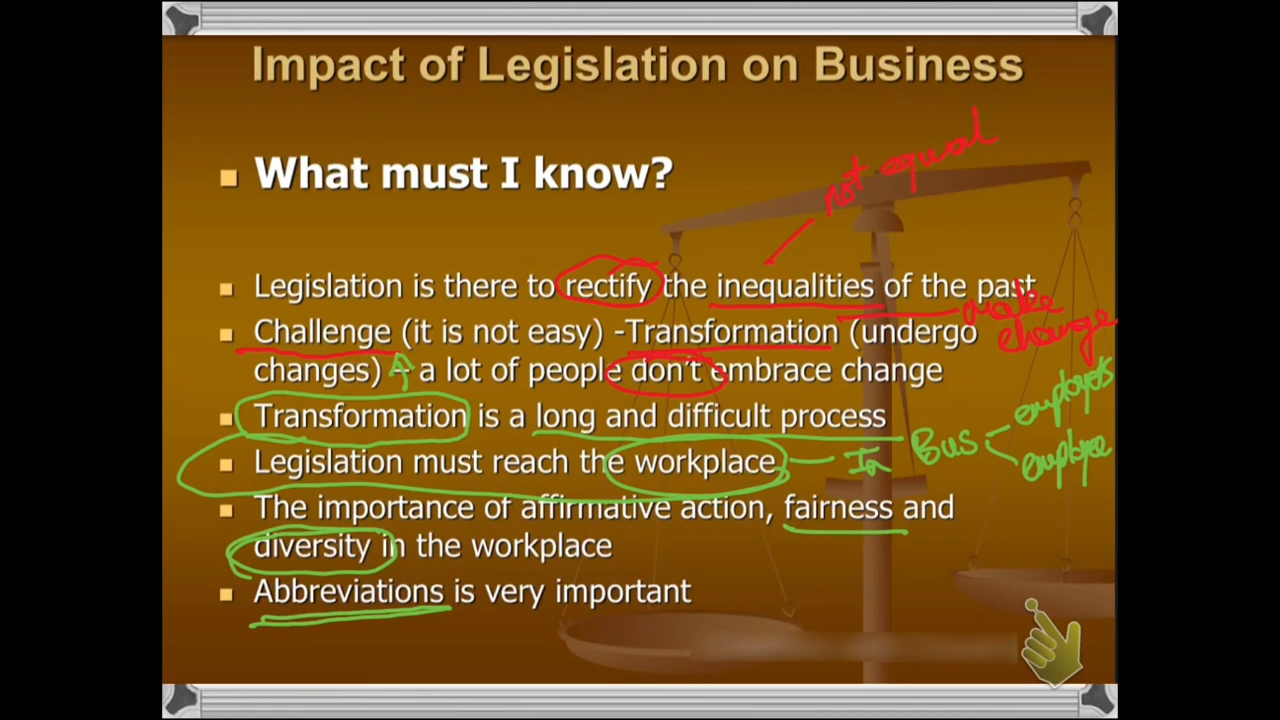 Impact of Legislation on Business
What must I know?
not equal
Legislation is there to rectify the inequalities of the past
make
change
Challenge (it is not easy) -Transformation (undergo
changes) – a lot of people don't embrace change
Transformation is a long and difficult process
employers
Legislation must reach the workplace
In Bus
employee
The importance of affirmative action, fairness and
diversity in the workplace
Abbreviations is very important